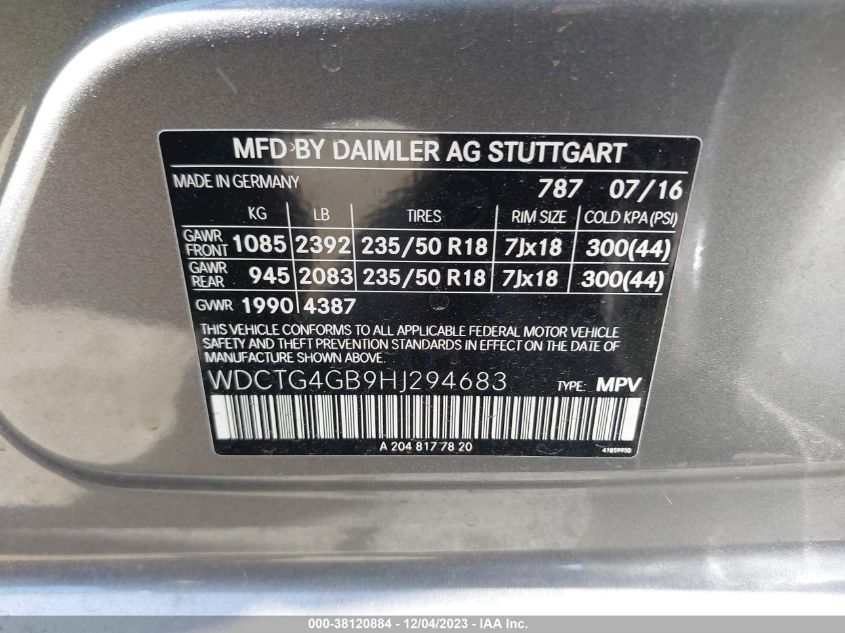 MFD BY DAIMLER AG STUTTGART
MADE IN GERMANY 787 07/16
KG LB TIRES RIM SIZE COLD KPA (PSI)
GAWR FRONT 1085 2392 235/50 R18 7Jx18 300(44)
GAWR REAR 945 2083 235/50 R18 7Jx18 300(44)
GVWR 1990 4387
THIS VEHICLE CONFORMS TO ALL APPLICABLE FEDERAL MOTOR VEHICLE
SAFETY AND THEFT PREVENTION STANDARDS IN EFFECT ON THE DATE OF
MANUFACTURE SHOWN ABOVE.
WDCTG4GB9HJ294683 TYPE: MPV
A 204 817 78 20 41859950
000-38120884 - 12/04/2023 - IAA Inc.